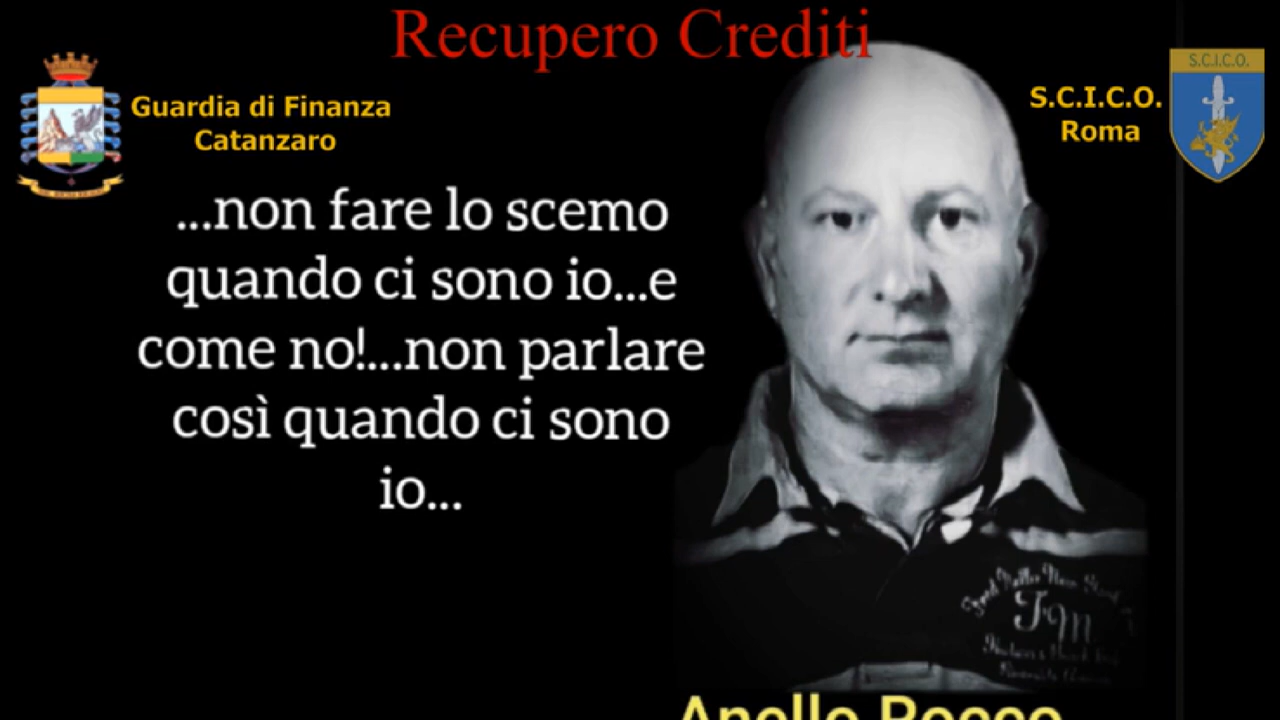 Recupero Crediti
Guardia di Finanza
Catanzaro
S.C.I.C.O.
Roma
S.C.I.C.O.
...non fare lo scemo
quando ci sono io...e
come no!...non parlare
così quando ci sono
io...
Anello Rocco